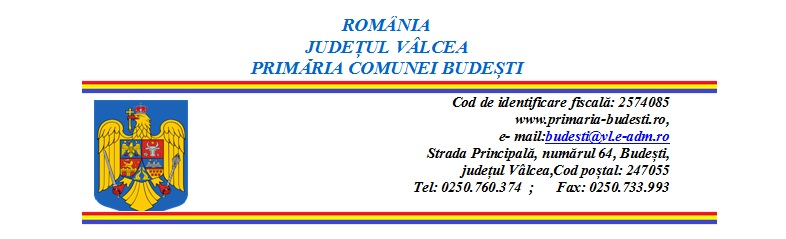 ROMÂNIA
JUDEȚUL VÂLCEA
PRIMĂRIA COMUNEI BUDEȘTI
Cod de identificare fiscală: 2574085
www.primaria-budesti.ro,
e- mail:budesti@vl.e-adm.ro
Strada Principală, numărul 64, Budești,
județul Vâlcea,Cod poștal: 247055
Tel: 0250.760.374 ; Fax: 0250.733.993